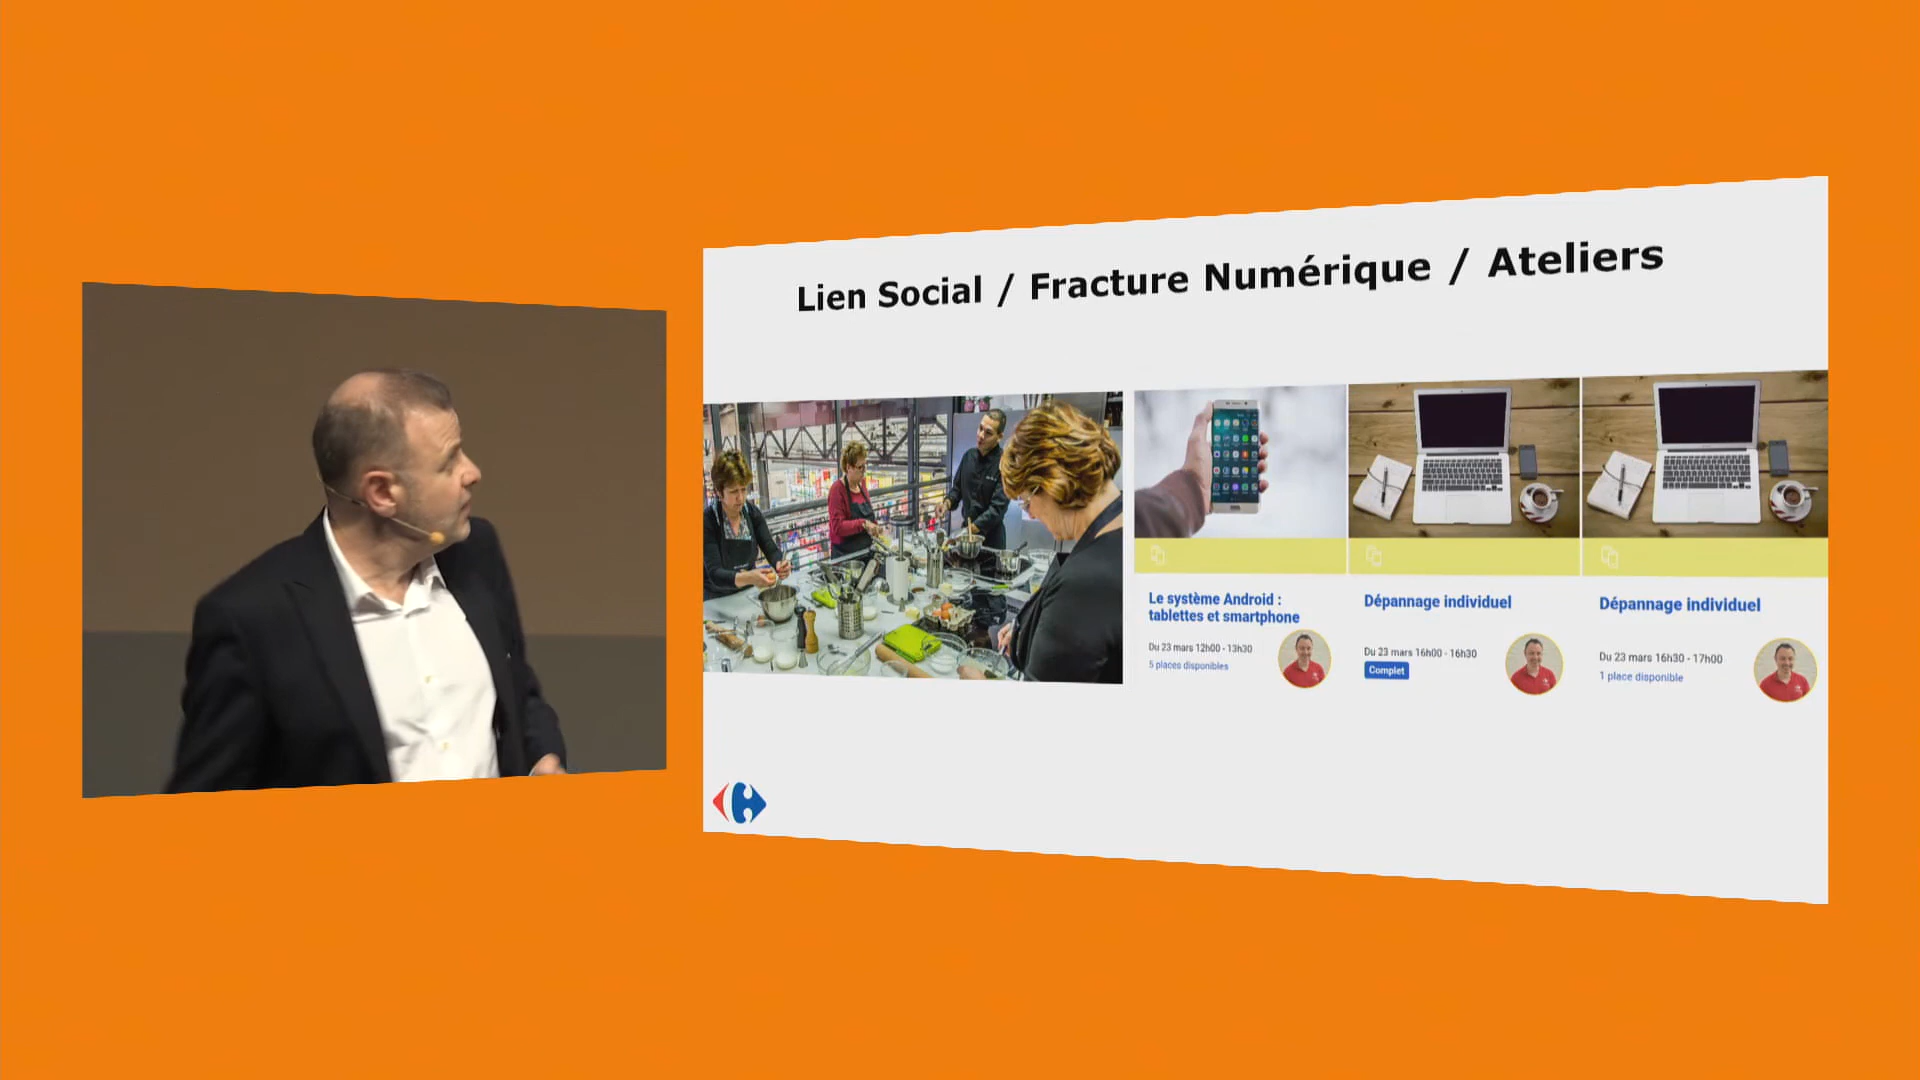 Lien Social / Fracture Numérique / Ateliers
Le système Android :
tablettes et smartphone
Du 23 mars 12h00 - 13h30
5 places disponibles
Dépannage individuel
Du 23 mars 16h00 - 16h30
Complet
Dépannage individuel
Du 23 mars 16h30 - 17h00
1 place disponible